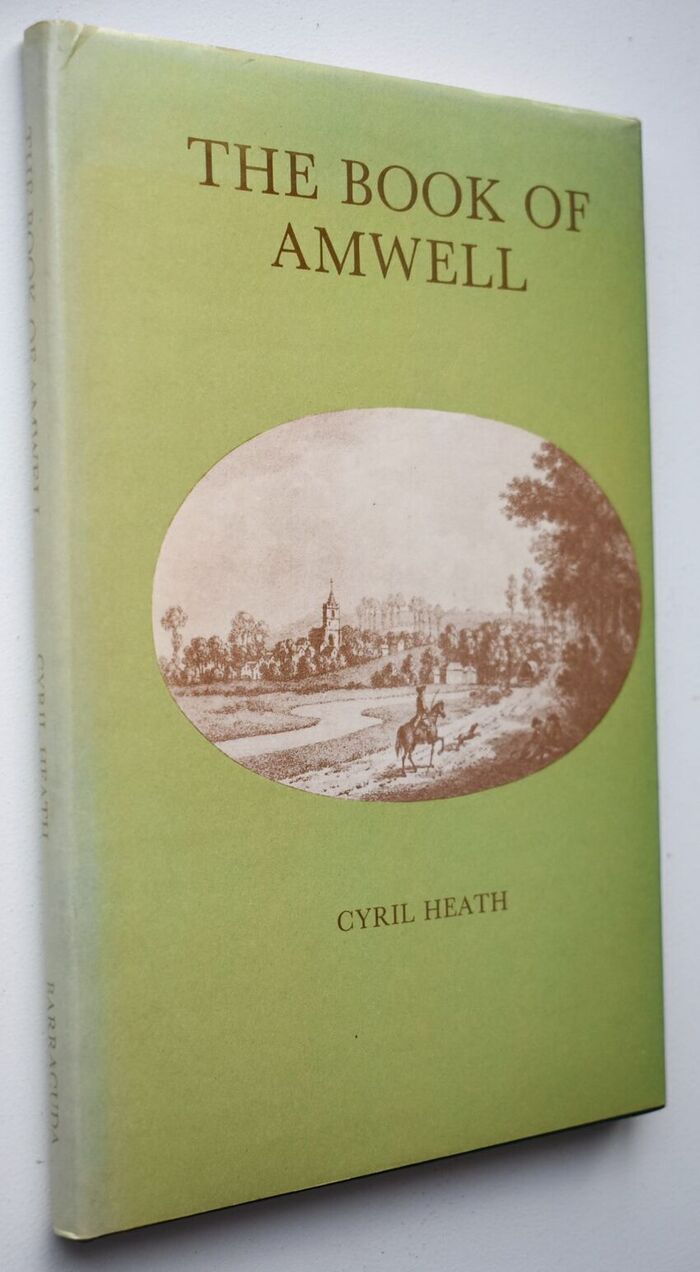 THE BOOK OF
AMWELL
CYRIL HEATH
THE BOOK OF AMWELL
CYRIL HEATH
BARRACUDA